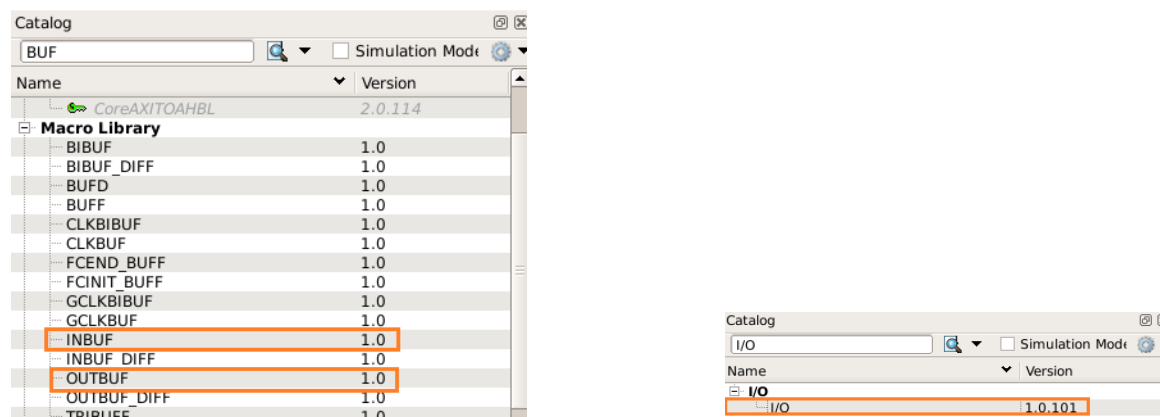 Catalog
BUF
Simulation Mode
Name Version
CoreAXITOAHBL 2.0.114
Macro Library
BIBUF 1.0
BIBUF_DIFF 1.0
BUFD 1.0
BUFF 1.0
CLKBIBUF 1.0
CLKBUF 1.0
FCEND_BUFF 1.0
FCINIT_BUFF 1.0
GCLKBIBUF 1.0
GCLKBUF 1.0
INBUF 1.0
INBUF_DIFF 1.0
OUTBUF 1.0
OUTBUF_DIFF 1.0
TRIBUFF 1.0
Catalog
I/O
Simulation Mode
Name Version
I/O
I/O 1.0.101